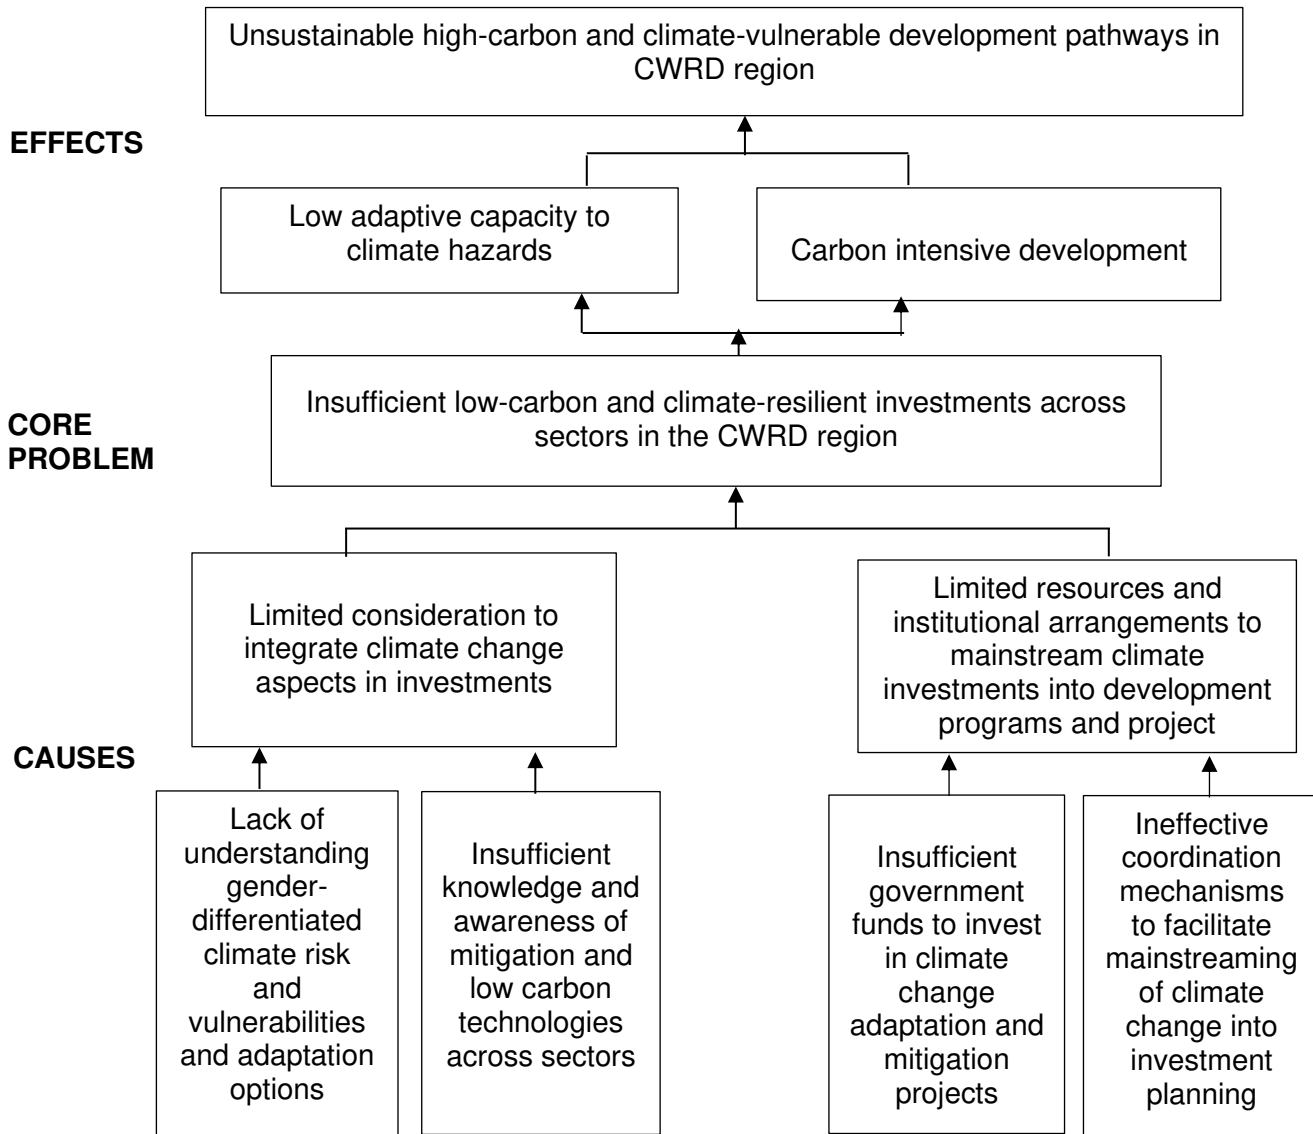 Unsustainable high-carbon and climate-vulnerable development pathways in
CWRD region
EFFECTS
Low adaptive capacity to
climate hazards
Carbon intensive development
Insufficient low-carbon and climate-resilient investments across
sectors in the CWRD region
CORE
PROBLEM
Limited consideration to
integrate climate change
aspects in investments
Limited resources and
institutional arrangements to
mainstream climate
investments into development
programs and project
CAUSES
Lack of
understanding
gender-
differentiated
climate risk
and
vulnerabilities
and adaptation
options
Insufficient
knowledge and
awareness of
mitigation and
low carbon
technologies
across sectors
Insufficient
government
funds to invest
in climate
change
adaptation and
mitigation
projects
Ineffective
coordination
mechanisms
to facilitate
mainstreaming
of climate
change into
investment
planning